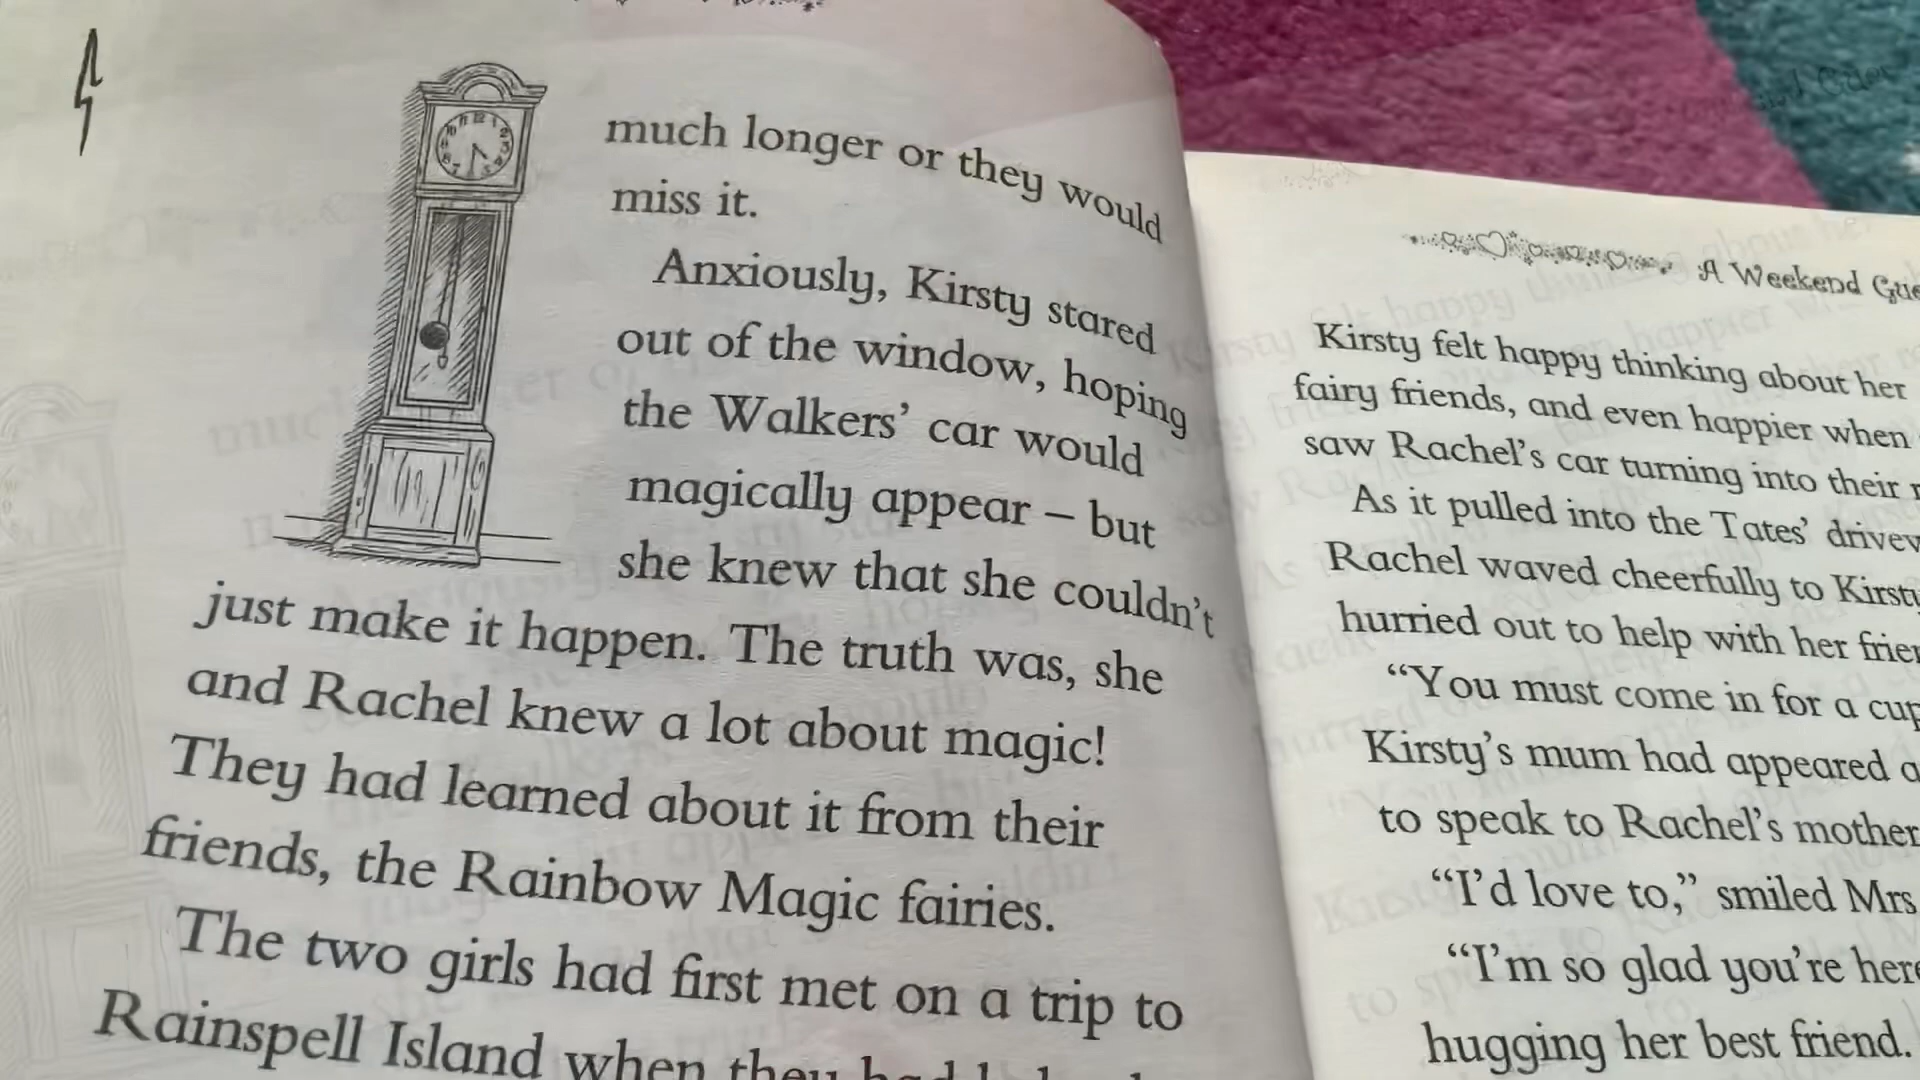 much longer or they would
miss it.
Anxiously, Kirsty stared
out of the window, hoping
the Walkers’ car would
magically appear – but
she knew that she couldn’t
just make it happen. The truth was, she
and Rachel knew a lot about magic!
They had learned about it from their
friends, the Rainbow Magic fairies.
The two girls had first met on a trip to
Rainspell Island when they had
A Weekend
Kirsty felt happy thinking about her
fairy friends, and even happier when
saw Rachel’s car turning into their
As it pulled into the Tates’
Rachel waved cheerfully to Kirsty
hurried out to help with her
“You must come in for a
Kirsty’s mum had appeared
to speak to Rachel’s mother
“I’d love to,” smiled Mrs
“I’m so glad you’re here
hugging her best friend.